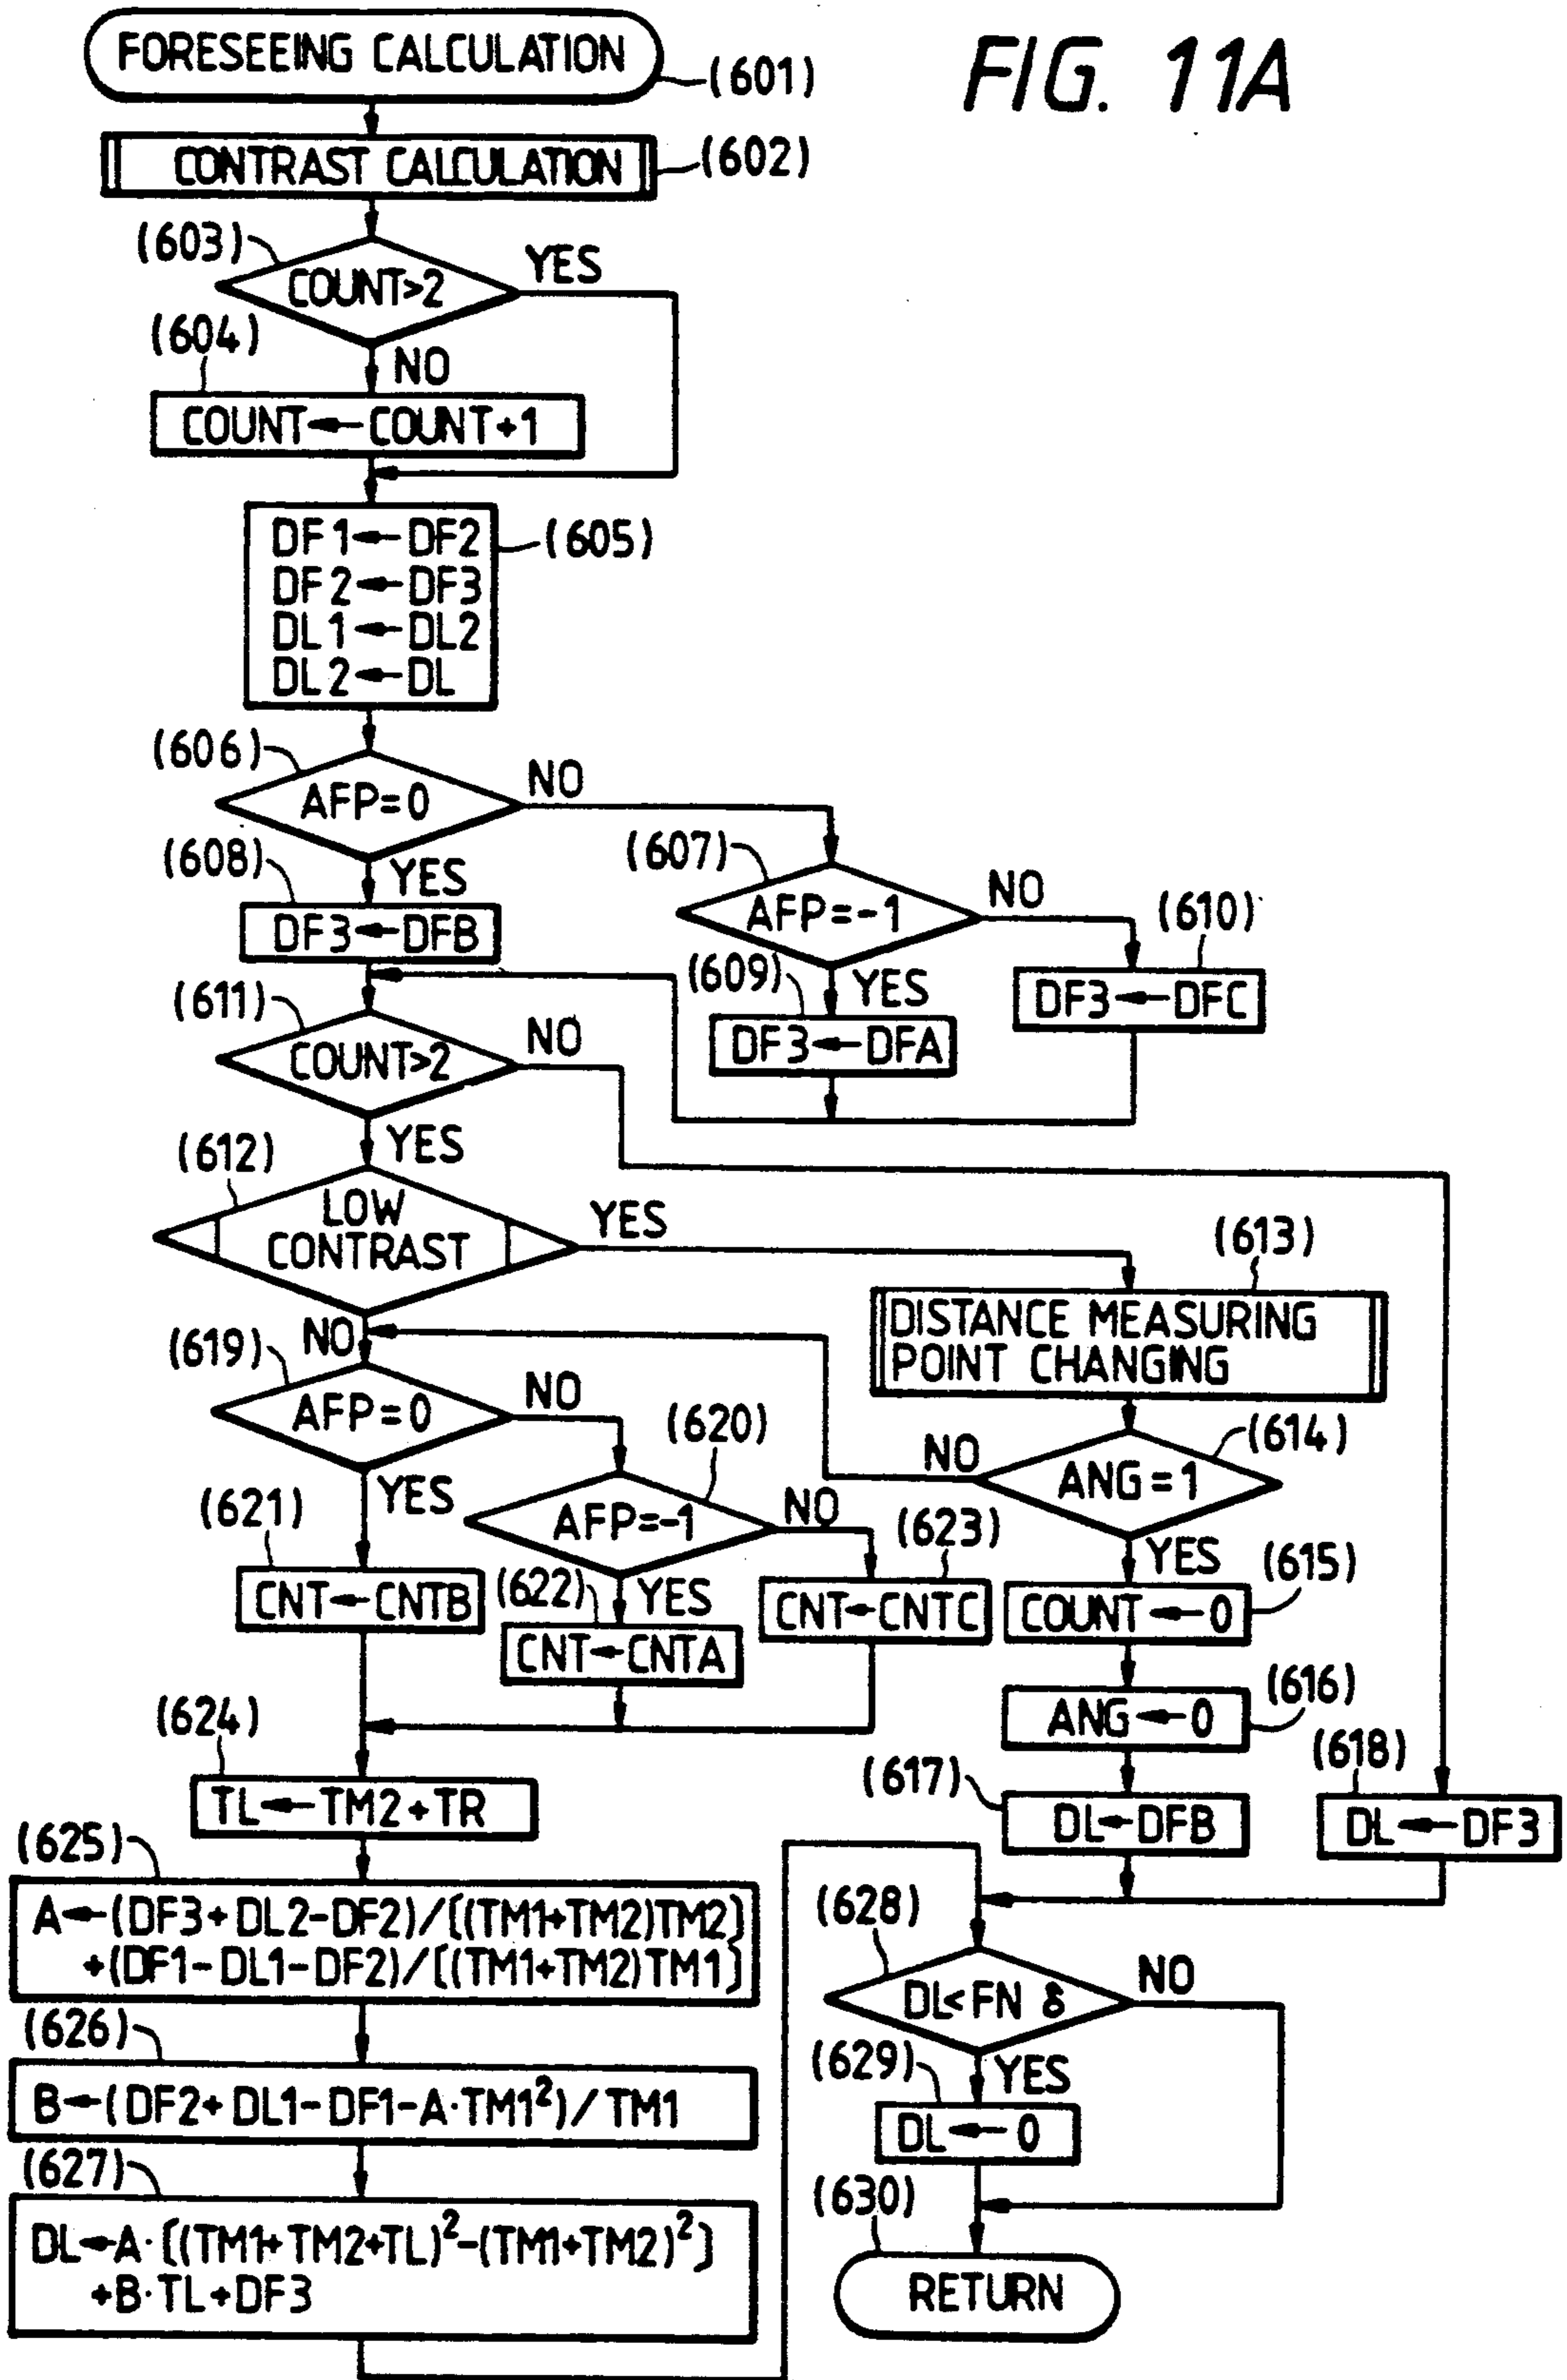 FIG. 11A
FORESEEING CALCULATION
(601)
CONTRAST CALCULATION
(602)
(603)
COUNT>2
YES
(604)
NO
COUNT←COUNT+1
DF1←DF2
DF2←DF3
DL1←DL2
DL2←DL
(605)
(606)
AFP=0
NO
(608)
YES
DF3←DFB
(607)
AFP=-1
NO
(610)
DF3←DFC
(609)
YES
DF3←DFA
(611)
COUNT>2
NO
YES
(612)
LOW
CONTRAST
YES
(613)
DISTANCE MEASURING
POINT CHANGING
NO
(619)
AFP=0
NO
(620)
AFP=-1
NO
(614)
ANG=1
NO
YES
(621)
YES
CNT←CNTB
(622)
YES
CNT←CNTA
(623)
CNT←CNTC
(615)
COUNT←0
(616)
ANG←0
(617)
DL←DFB
(618)
DL←DF3
(624)
TL←TM2+TR
(625)
A←(DF3+DL2-DF2)/[(TM1+TM2)TM2]
+(DF1-DL1-DF2)/[(TM1+TM2)TM1]
(626)
B←(DF2+DL1-DF1-A·TM1²)/TM1
(627)
DL←A·[(TM1+TM2+TL)²-(TM1+TM2)²]
+B·TL+DF3
(628)
DL<FN δ
NO
(629)
YES
DL←0
(630)
RETURN